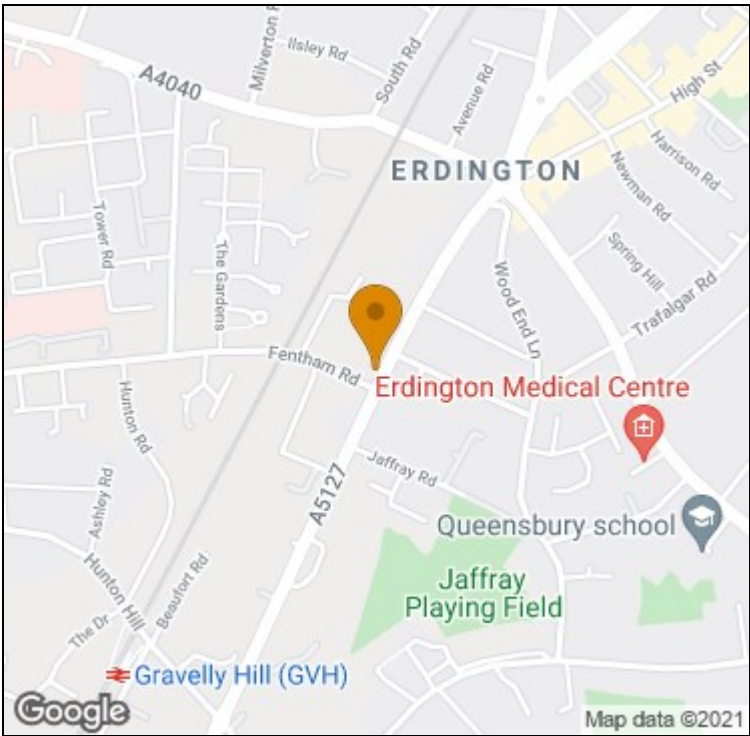 Ilsley Rd
Milverton R
South Rd
A4040
Avenue Rd
High St
Harrison Rd
ERDINGTON
Newman Rd
Tower Rd
The Gardens
Spring Hill
Wood End Ln
Trafalgar Rd
Fentham Rd
Erdington Medical Centre
Hunton Rd
Jaffray Rd
A5127
Ashley Rd
Queensbury school
Hunton Hill
Beaufort Rd
Jaffray
Playing Field
The Dr
Gravelly Hill (GVH)
Google
Map data ©2021